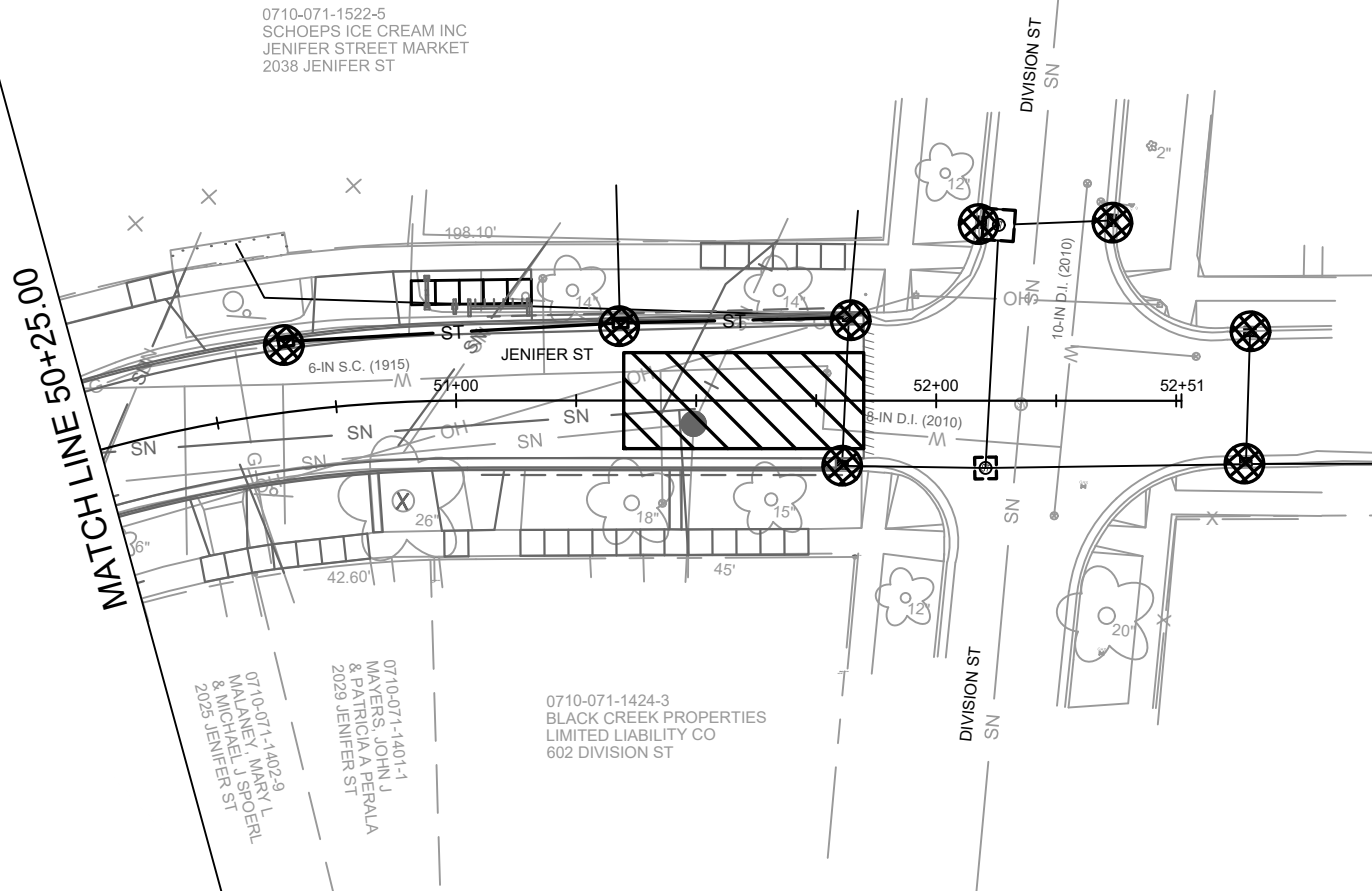 0710-071-1522-5
SCHOEPS ICE CREAM INC
JENIFER STREET MARKET
2038 JENIFER ST
DIVISION ST
SN
2"
12"
198.10'
10-IN D.I. (2010)
SN
OH
14"
14"
MATCH LINE 50+25.00
ST
ST
SN
JENIFER ST
6-IN S.C. (1915)
W
OH
W
51+00
52+00
52+51
8-IN D.I. (2010)
W
SN
SN
SN
OH
SN
SN
G
SN
X
26"
18"
15"
6"
42.60'
45'
12"
20"
0710-071-1402-9
MALANEY, MARY L
& MICHAEL J SPOERL
2025 JENIFER ST
0710-071-1401-1
MAYERS, JOHN J
& PATRICIA A PERALA
2029 JENIFER ST
0710-071-1424-3
BLACK CREEK PROPERTIES
LIMITED LIABILITY CO
602 DIVISION ST
DIVISION ST
SN